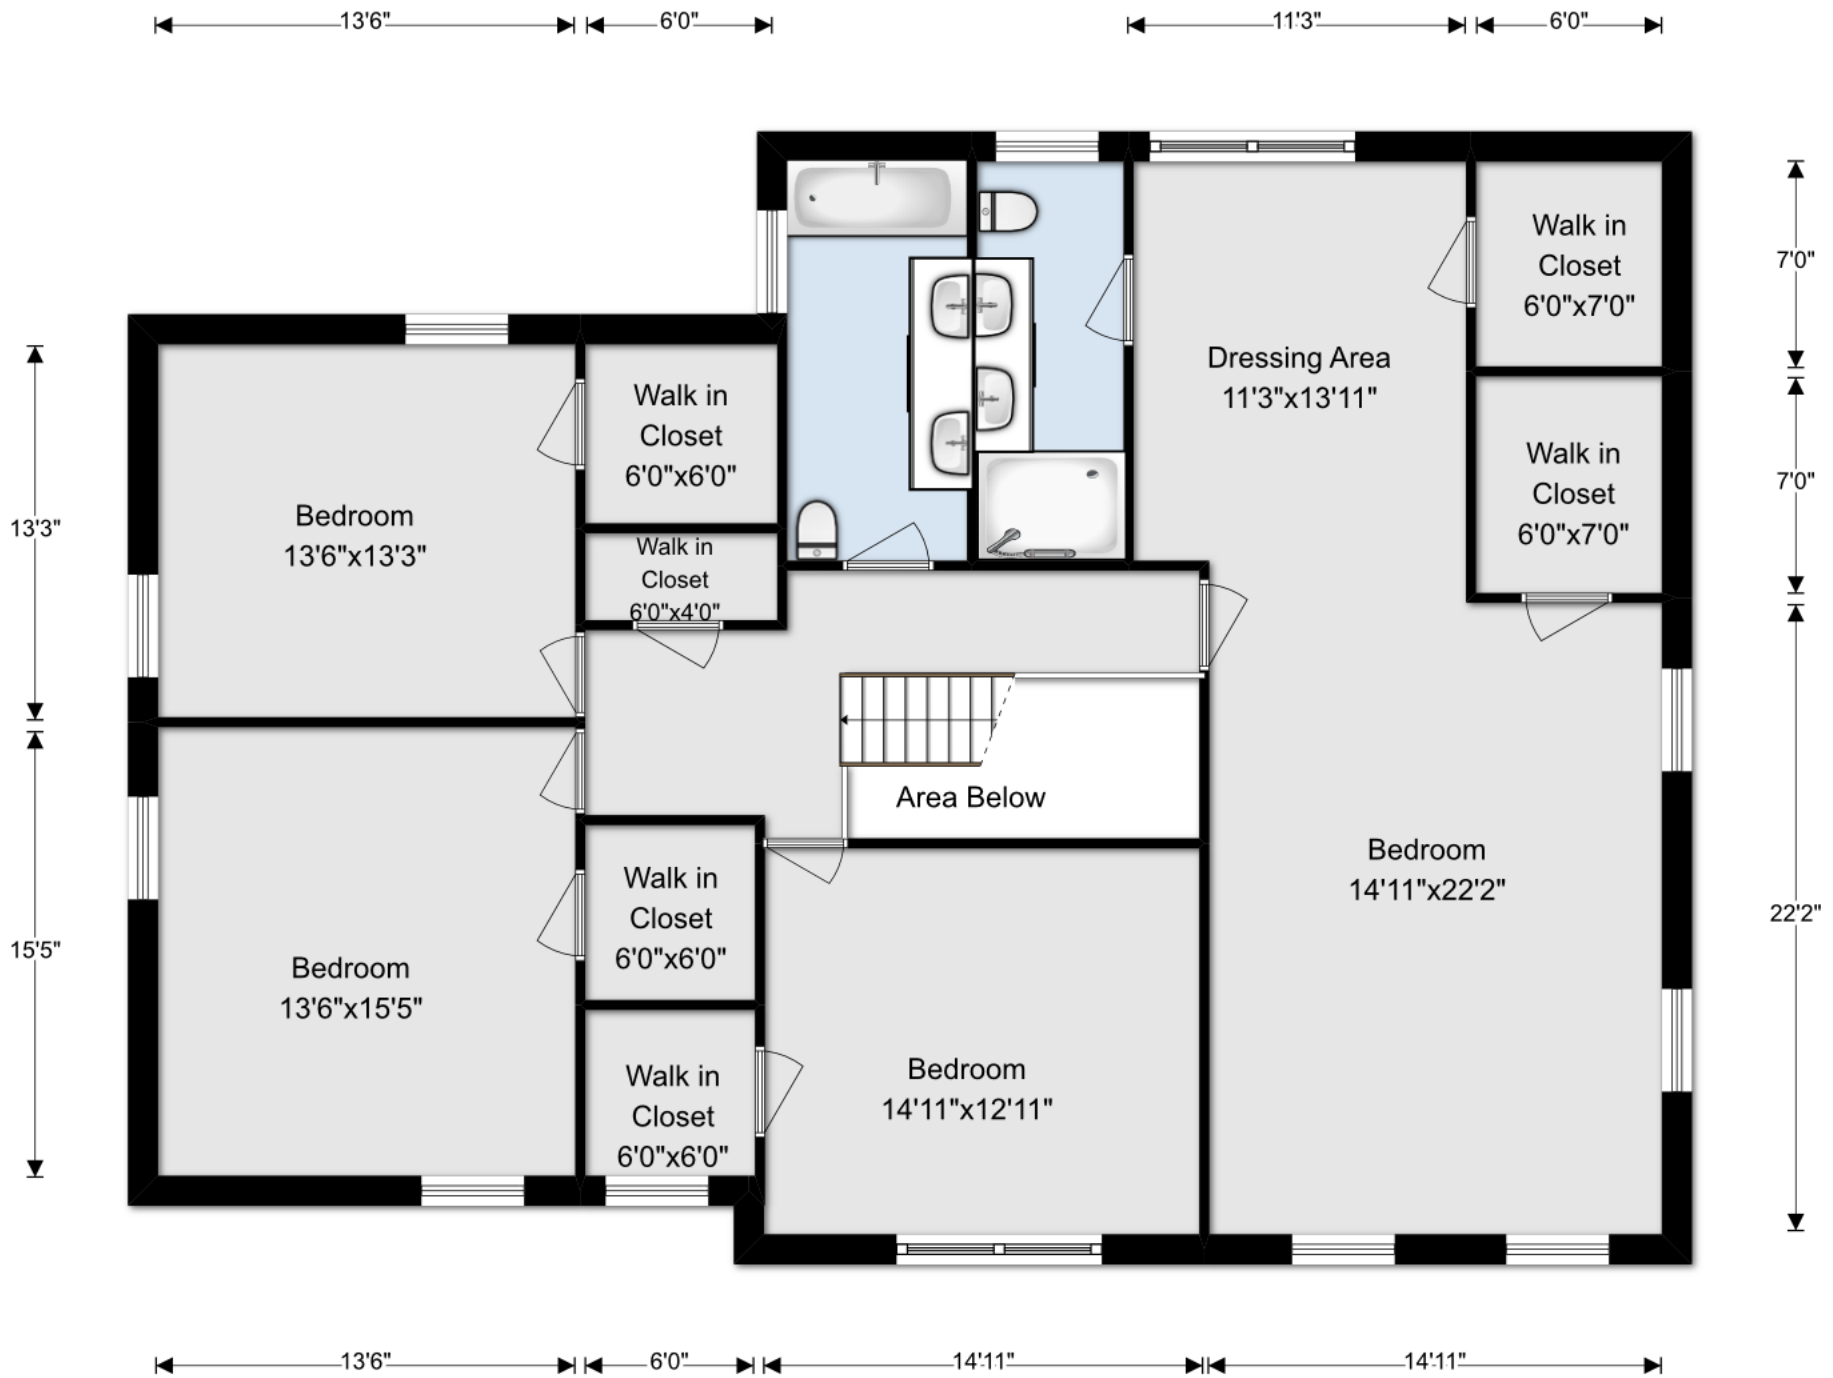 13'6"
6'0"
11'3"
6'0"
Walk in
Closet
6'0"x7'0"
7'0"
Dressing Area
11'3"x13'11"
Walk in
Closet
6'0"x6'0"
Walk in
Closet
6'0"x7'0"
7'0"
Bedroom
13'6"x13'3"
13'3"
Walk in
Closet
6'0"x4'0"
Area Below
Bedroom
14'11"x22'2"
22'2"
Walk in
Closet
6'0"x6'0"
15'5"
Bedroom
13'6"x15'5"
Walk in
Closet
6'0"x6'0"
Bedroom
14'11"x12'11"
13'6"
6'0"
14'11"
14'11"